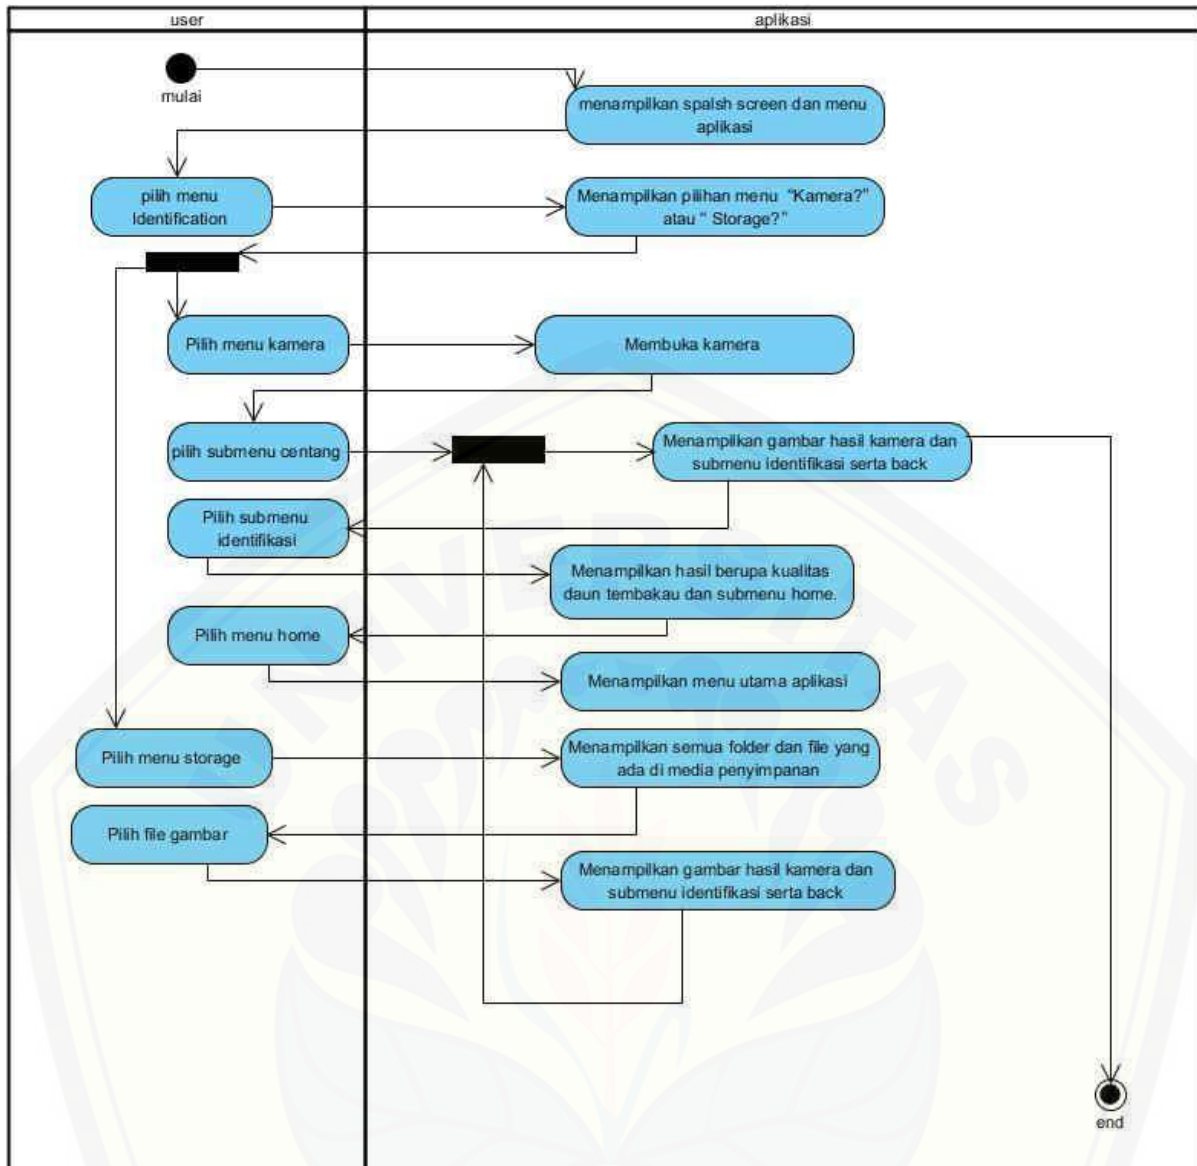 user
aplikasi
mulai
menampilkan spalsh screen dan menu
aplikasi
pilih menu
Identification
Menampilkan pilihan menu "Kamera?"
atau " Storage?"
Pilih menu kamera
Membuka kamera
pilih submenu centang
Menampilkan gambar hasil kamera dan
submenu identifikasi serta back
Pilih submenu
identifikasi
Menampilkan hasil berupa kualitas
daun tembakau dan submenu home.
Pilih menu home
Menampilkan menu utama aplikasi
Pilih menu storage
Menampilkan semua folder dan file yang
ada di media penyimpanan
Pilih file gambar
Menampilkan gambar hasil kamera dan
submenu identifikasi serta back
end
UNIVERSITAS